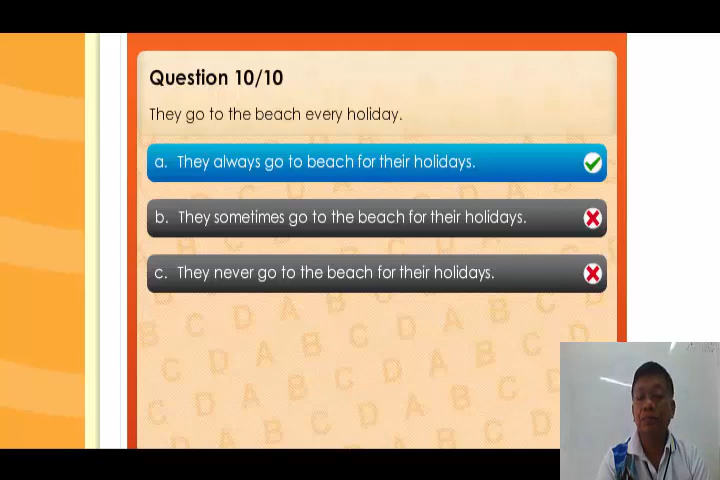 Question 10/10
They go to the beach every holiday.
a. They always go to beach for their holidays.
b. They sometimes go to the beach for their holidays.
c. They never go to the beach for their holidays.